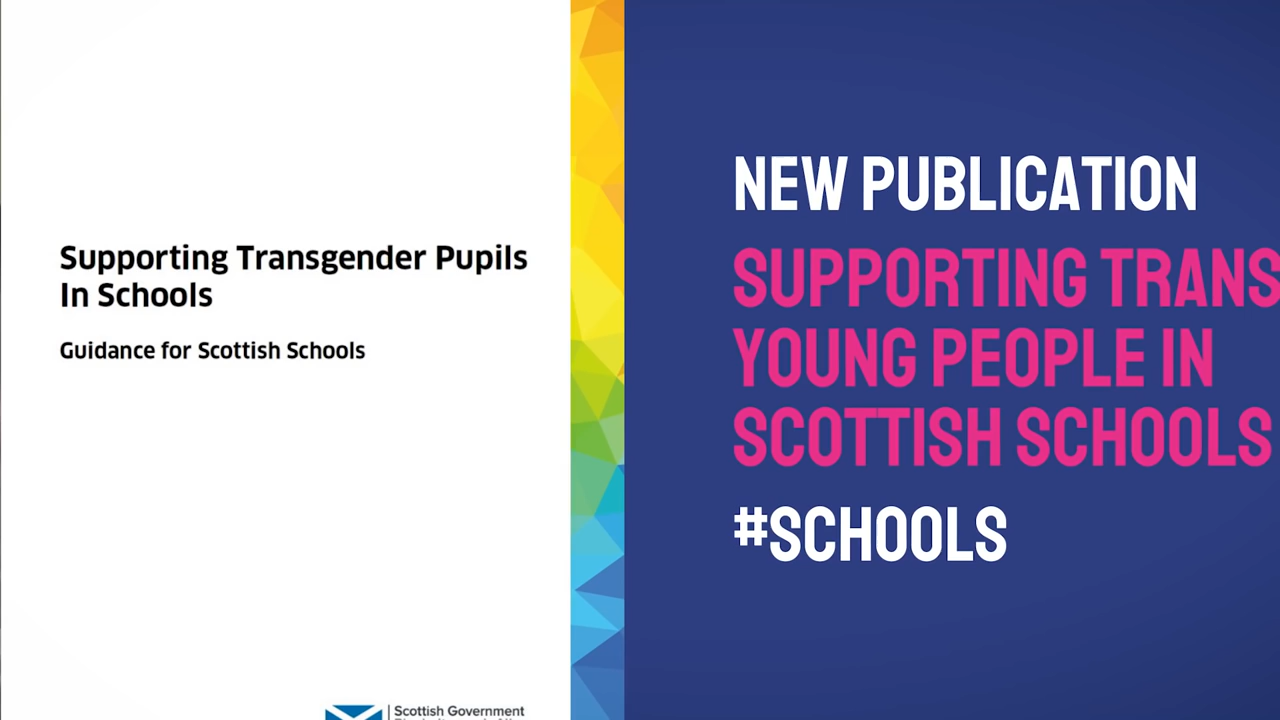 Supporting Transgender Pupils
In Schools
Guidance for Scottish Schools
Scottish Government
NEW PUBLICATION
SUPPORTING TRANS
YOUNG PEOPLE IN
SCOTTISH SCHOOLS
#SCHOOLS